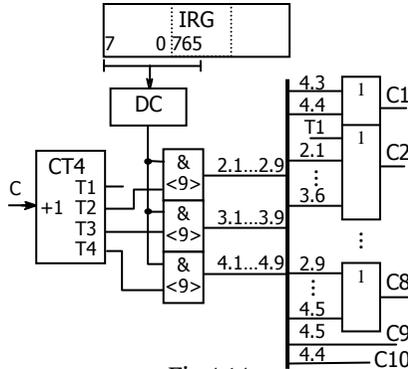 IRG
7 0 765
DC
CT4
C
+1
T1
T2
T3
T4
&
<9>
&
<9>
&
<9>
2.1...2.9
3.1...3.9
4.1...4.9
4.3
4.4
1
C1
T1
2.1
⋮
3.6
1
C2
⋮
2.9
⋮
4.5
1
C8
4.5
C9
4.4
C10